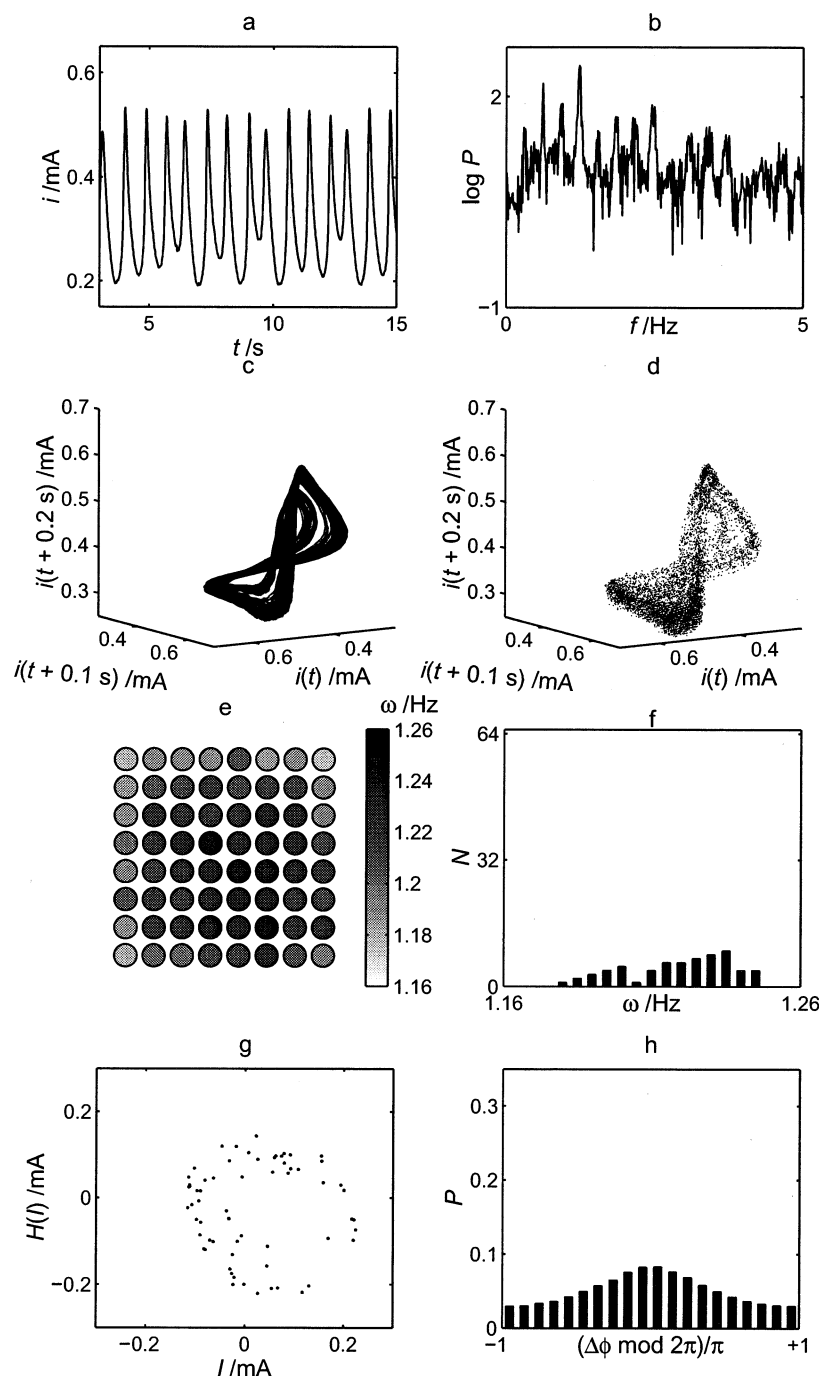 a
0.6
0.4
0.2
i /mA
5
10
15
t /s
b
2
−1
log P
0
5
f /Hz
c
0.7
0.6
0.5
0.4
0.3
i(t + 0.2 s) /mA
0.4
0.6
0.6
0.4
i(t + 0.1 s) /mA
i(t) /mA
d
0.7
0.6
0.5
0.4
0.3
i(t + 0.2 s) /mA
0.4
0.6
0.6
0.4
i(t + 0.1 s) /mA
i(t) /mA
e
ω /Hz
1.26
1.24
1.22
1.2
1.18
1.16
f
64
32
0
N
1.16
1.26
ω /Hz
g
0.2
0
−0.2
H(I) /mA
−0.2
0
0.2
I /mA
h
0.3
0.2
0.1
0
P
−1
+1
(Δϕ mod 2π)/π